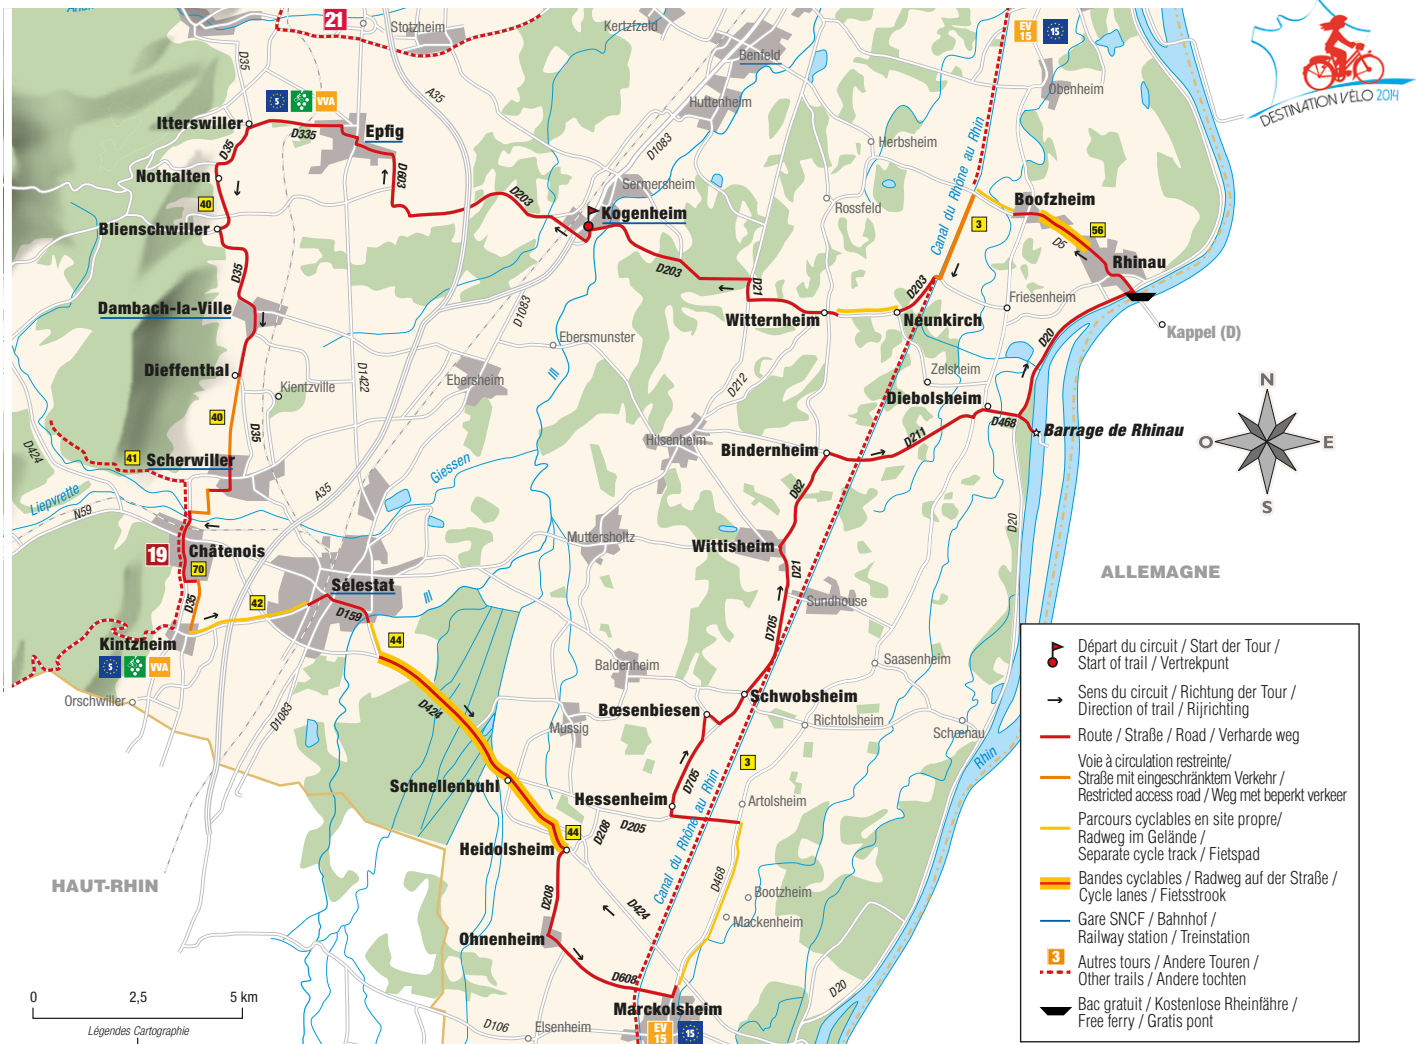 21
Stotzheim
Kertzfeld
EV
15
15
DESTINATION VÉLO 2014
D35
A35
Benfeld
Obenheim
5
VVA
Huttenheim
Itterswiller
D335
Epfig
D1083
Herbsheim
Canal du Rhône au Rhin
D35
Nothalten
D603
Sermersheim
40
D203
Kogenheim
Rossfeld
Boofzheim
3
56
D5
Blienschwiller
Rhinau
D35
D203
D21
D203
Friesenheim
Dambach-la-Ville
D1083
Witternheim
Neunkirch
Kappel (D)
Ebersmunster
D20
Dieffenthal
D1422
Ill
Zelsheim
Kientzville
Ebersheim
D212
Diebolsheim
N
40
D35
D468
Barrage de Rhinau
D424
Hilsenheim
D211
O
E
41
Scherwiller
Bindernheim
Giessen
S
Liepvrette
N59
A35
D82
D20
Muttersholtz
Wittisheim
19
Châtenois
70
D21
ALLEMAGNE
Sélestat
D35
42
D159
Ill
Sundhouse
D705
Kintzheim
44
5
VVA
Baldenheim
Saasenheim
Orschwiller
D1083
D424
Schwobsheim
Bœsenbiesen
Richtolsheim
Mussig
Schœnau
Rhin
3
Schnellenbuhl
D705
Hessenheim
Artolsheim
44
D208
D205
Canal du Rhône au Rhin
Heidolsheim
D468
HAUT-RHIN
D208
D424
Bootzheim
Mackenheim
Ohnenheim
D608
D20
Marckolsheim
D106
Elsenheim
EV
15
15
0
2,5
5 km
Légendes Cartographie
Départ du circuit / Start der Tour /
Start of trail / Vertrekpunt
Sens du circuit / Richtung der Tour /
Direction of trail / Rijrichting
Route / Straße / Road / Verharde weg
Voie à circulation restreinte/
Straße mit eingeschränktem Verkehr /
Restricted access road / Weg met beperkt verkeer
Parcours cyclables en site propre/
Radweg im Gelände /
Separate cycle track / Fietspad
Bandes cyclables / Radweg auf der Straße /
Cycle lanes / Fietsstrook
Gare SNCF / Bahnhof /
Railway station / Treinstation
3
Autres tours / Andere Touren /
Other trails / Andere tochten
Bac gratuit / Kostenlose Rheinfähre /
Free ferry / Gratis pont